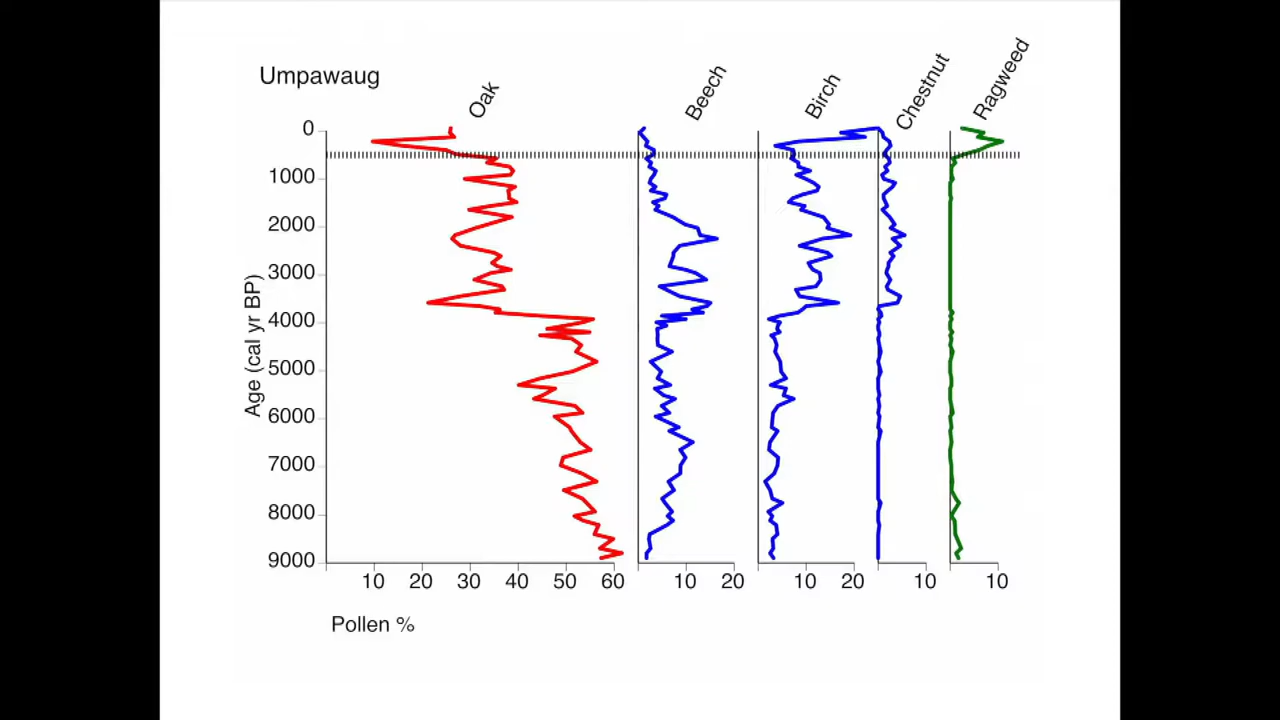 Umpawaug
Oak
Beech
Birch
Chestnut
Ragweed
Age (cal yr BP)
0
1000
2000
3000
4000
5000
6000
7000
8000
9000
10 20 30 40 50 60 10 20 10 20 10 10
Pollen %